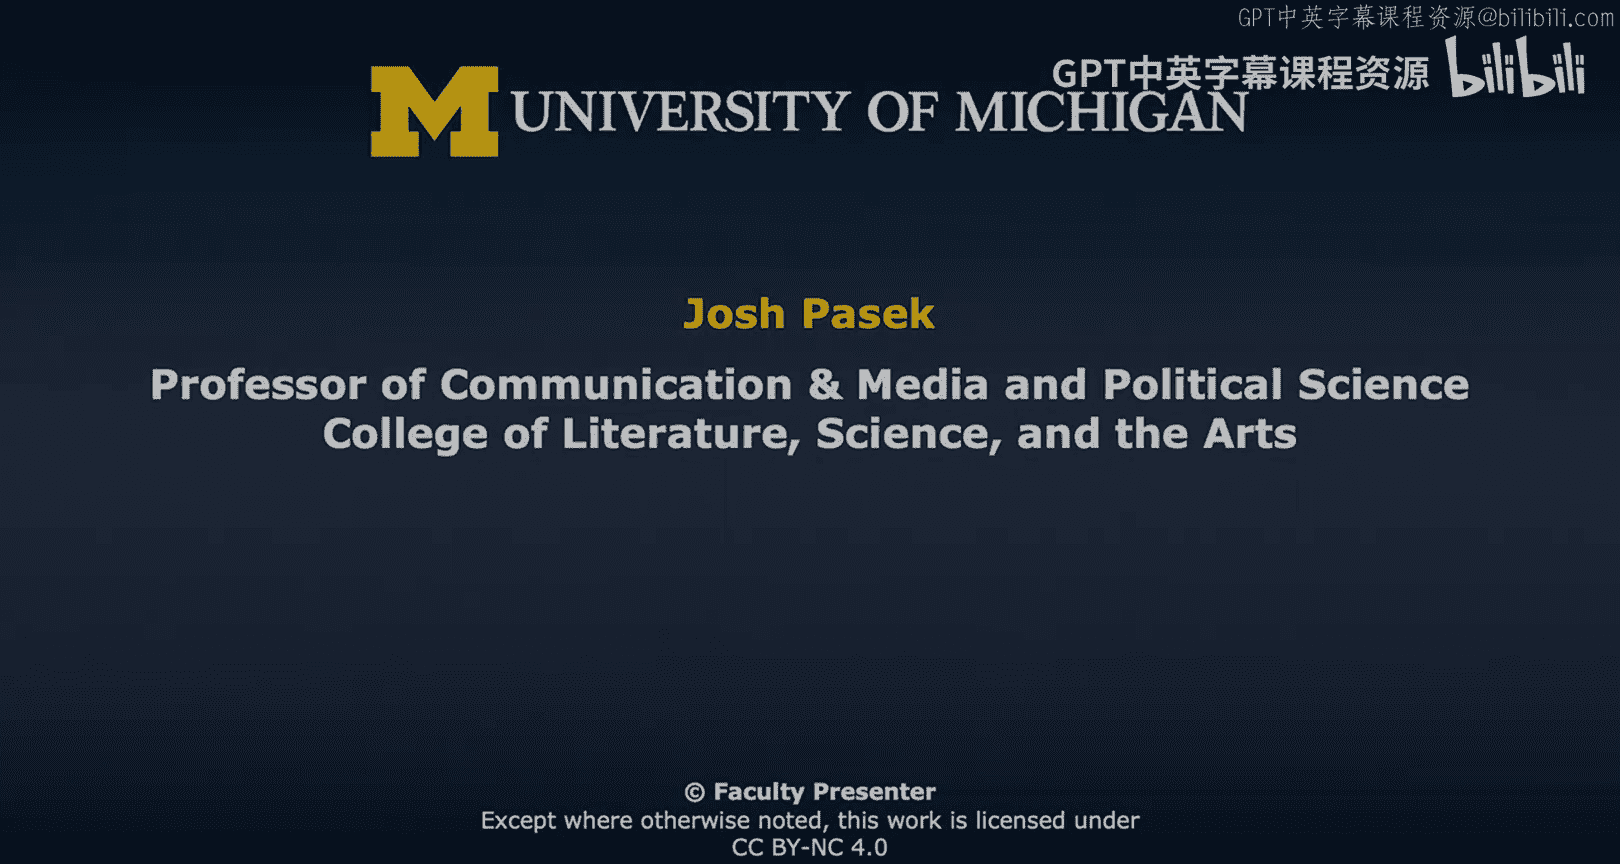 GPT中英字幕课程资源@bilibili.com
GPT中英字幕课程资源 bilibili
M UNIVERSITY OF MICHIGAN
Josh Pasek
Professor of Communication & Media and Political Science
College of Literature, Science, and the Arts
© Faculty Presenter
Except where otherwise noted, this work is licensed under
CC BY-NC 4.0